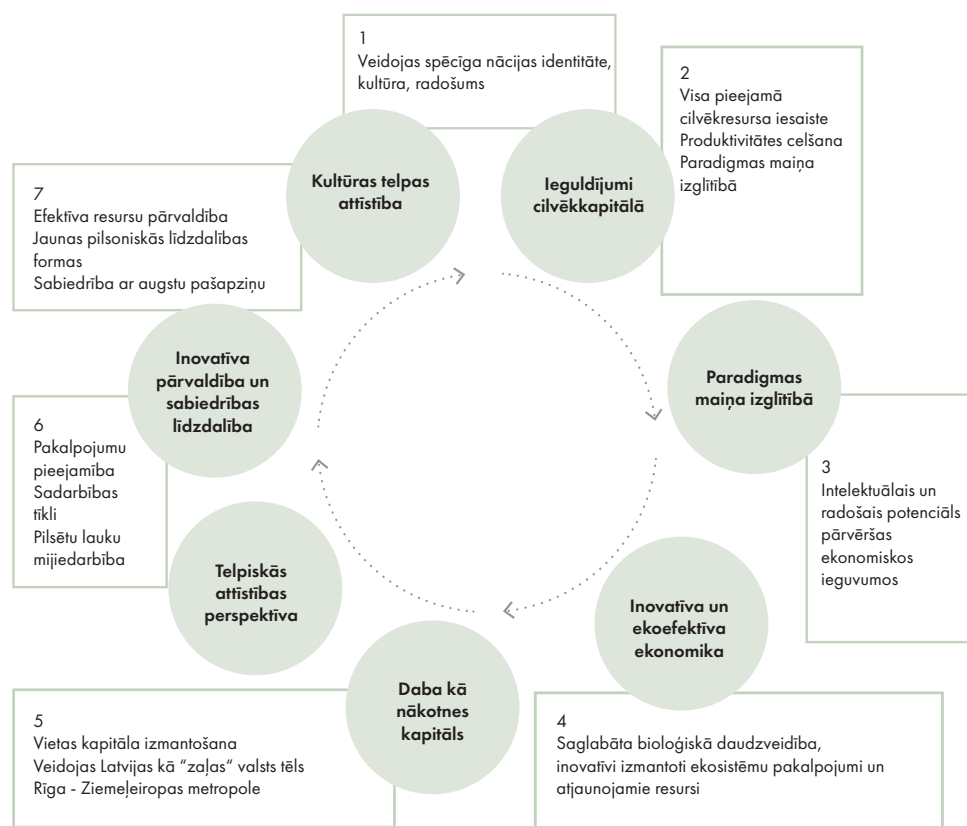 1
Veidojas spēcīga nācijas identitāte,
kultūra, radošums
2
Visa pieejamā
cilvēkresursa iesaiste
Produktivitātes celšana
Paradigmas maiņa
izglītībā
Kultūras telpas
attīstība
Ieguldījumi
cilvēkkapitālā
7
Efektīva resursu pārvaldība
Jaunas pilsoniskās līdzdalības
formas
Sabiedrība ar augstu pašapziņu
Inovatīva
pārvaldība un
sabiedrības
līdzdalība
Paradigmas
maiņa izglītībā
6
Pakalpojumu
pieejamība
Sadarbības
tīkli
Pilsētu lauku
mijiedarbība
3
Intelektuālais un
radošais potenciāls
pārvēršas
ekonomiskos
ieguvumos
Telpiskās
attīstības
perspektīva
Inovatīva un
ekoefektīva
ekonomika
Daba kā
nākotnes
kapitāls
5
Vietas kapitāla izmantošana
Veidojas Latvijas kā “zaļas“ valsts tēls
Rīga - Ziemeļeiropas metropole
4
Saglabāta bioloģiskā daudzveidība,
inovatīvi izmantoti ekosistēmu pakalpojumi un
atjaunojamie resursi